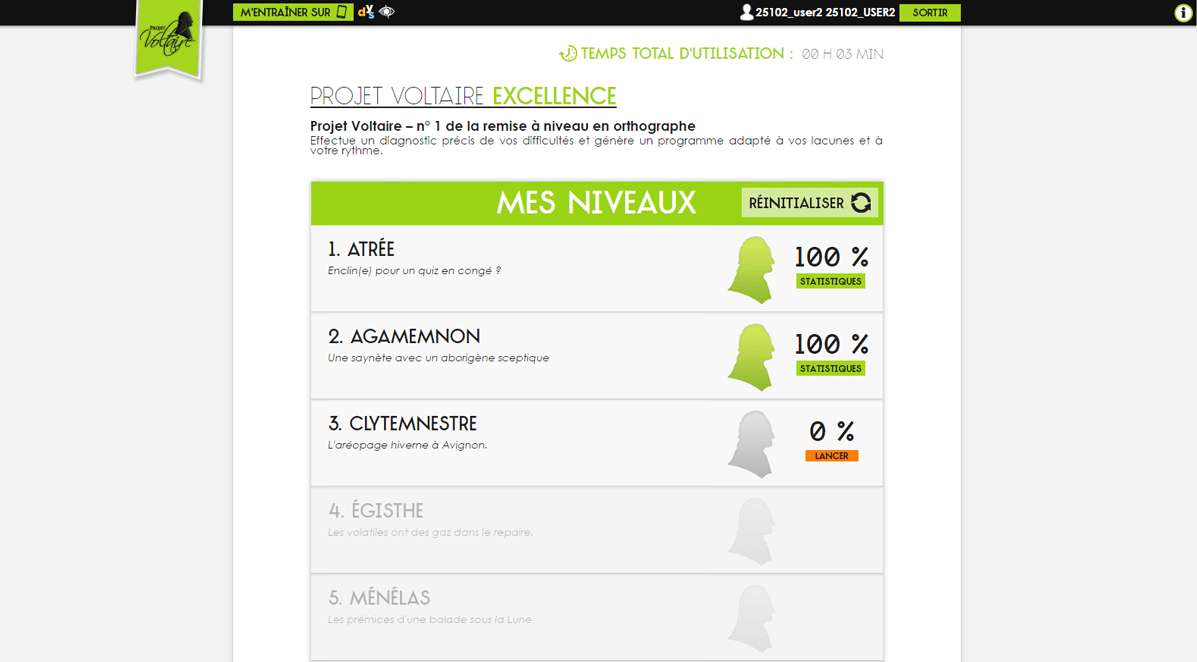 PROJET
Voltaire
M'ENTRAÎNER SUR
dys
25102_user2 25102_USER2
SORTIR
i
TEMPS TOTAL D'UTILISATION : 00 H 03 MIN
PROJET VOLTAIRE EXCELLENCE
Projet Voltaire – n° 1 de la remise à niveau en orthographe
Effectue un diagnostic précis de vos difficultés et génère un programme adapté à vos lacunes et à
votre rythme.
MES NIVEAUX
RÉINITIALISER
1. ATRÉE
Enclin(e) pour un quiz en congé ?
100 %
STATISTIQUES
2. AGAMEMNON
Une saynète avec un aborigène sceptique
100 %
STATISTIQUES
3. CLYTEMNESTRE
L'aréopage hiverne à Avignon.
0 %
LANCER
4. ÉGISTHE
Les volatiles ont des gaz dans le repaire.
5. MÉNÉLAS
Les prémices d'une balade sous la Lune